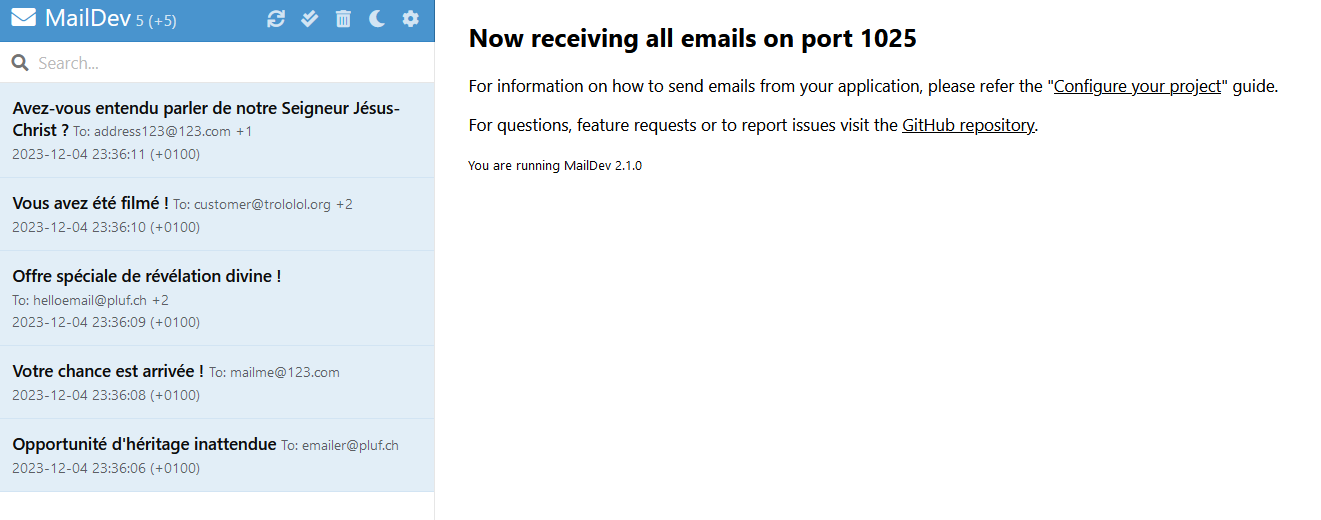 MailDev 5 (+5)
Search...
Avez-vous entendu parler de notre Seigneur Jésus-
Christ ? To: address123@123.com +1
2023-12-04 23:36:11 (+0100)
Vous avez été filmé ! To: customer@trololol.org +2
2023-12-04 23:36:10 (+0100)
Offre spéciale de révélation divine !
To: helloemail@pluf.ch +2
2023-12-04 23:36:09 (+0100)
Votre chance est arrivée ! To: mailme@123.com
2023-12-04 23:36:08 (+0100)
Opportunité d'héritage inattendue To: emailer@pluf.ch
2023-12-04 23:36:06 (+0100)
Now receiving all emails on port 1025
For information on how to send emails from your application, please refer the "Configure your project" guide.
For questions, feature requests or to report issues visit the GitHub repository.
You are running MailDev 2.1.0